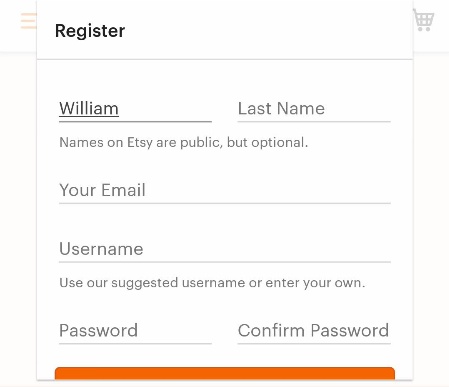 Register
William Last Name
Names on Etsy are public, but optional.
Your Email
Username
Use our suggested username or enter your own.
Password Confirm Password